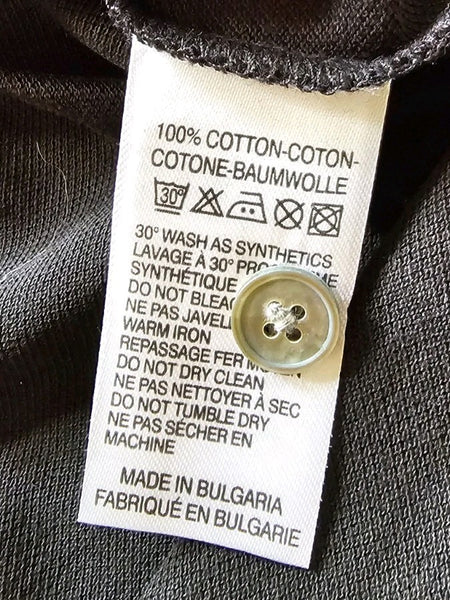 100% COTTON-COTON-
COTONE-BAUMWOLLE
30°
30° WASH AS SYNTHETICS
LAVAGE À 30°
SYNTHÉTIQUE
DO NOT
NE PAS
WARM IRON
REPASSAGE FER
DO NOT DRY CLEAN
NE PAS NETTOYER À SEC
DO NOT TUMBLE DRY
NE PAS SÉCHER EN
MACHINE
MADE IN BULGARIA
FABRIQUÉ EN BULGARIE